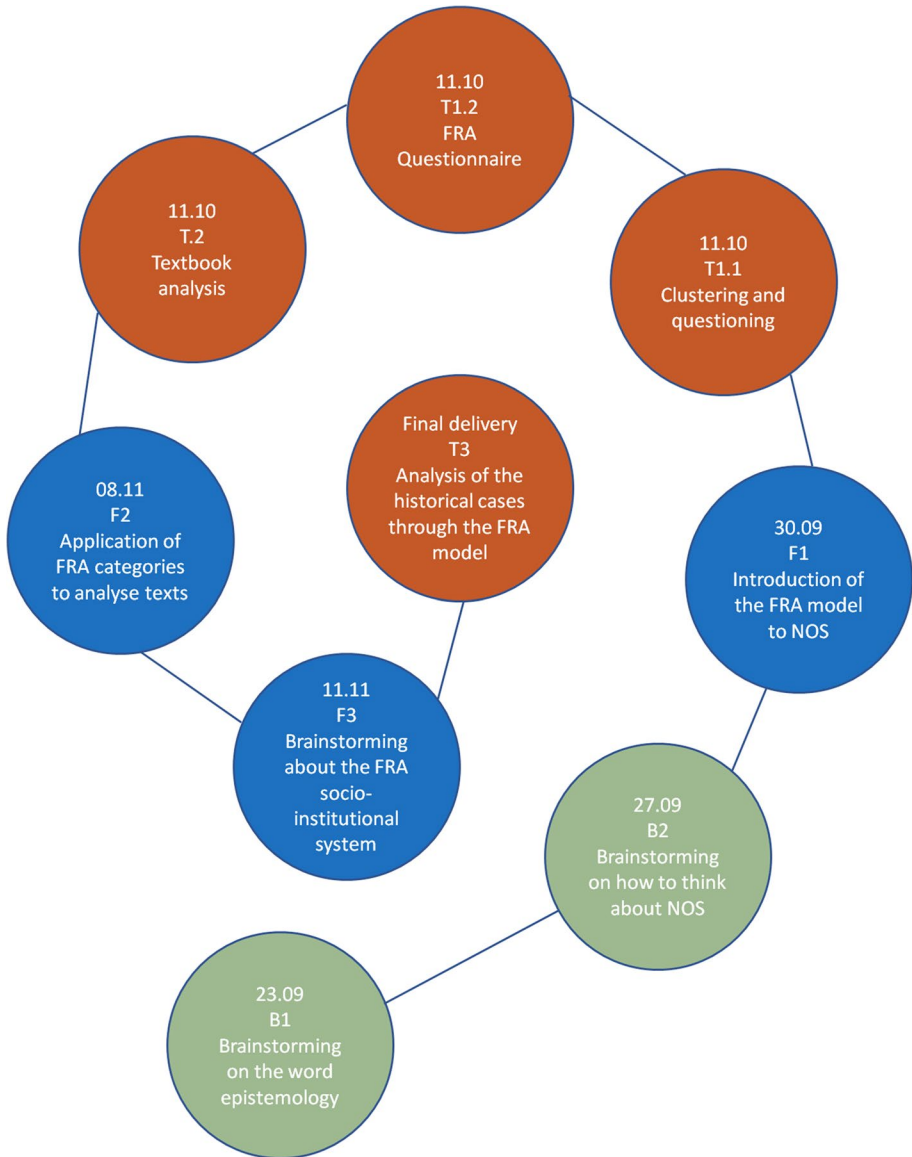 11.10
T1.2
FRA
Questionnaire
11.10
T.2
Textbook
analysis
11.10
T1.1
Clustering and
questioning
Final delivery
T3
Analysis of the
historical cases
through the FRA
model
08.11
F2
Application of
FRA categories
to analyse texts
30.09
F1
Introduction of
the FRA model
to NOS
11.11
F3
Brainstorming
about the FRA
socio-
institutional
system
27.09
B2
Brainstorming
on how to think
about NOS
23.09
B1
Brainstorming
on the word
epistemology